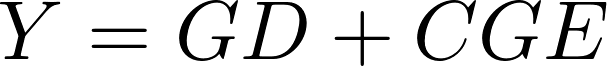 Y = GD + CGE